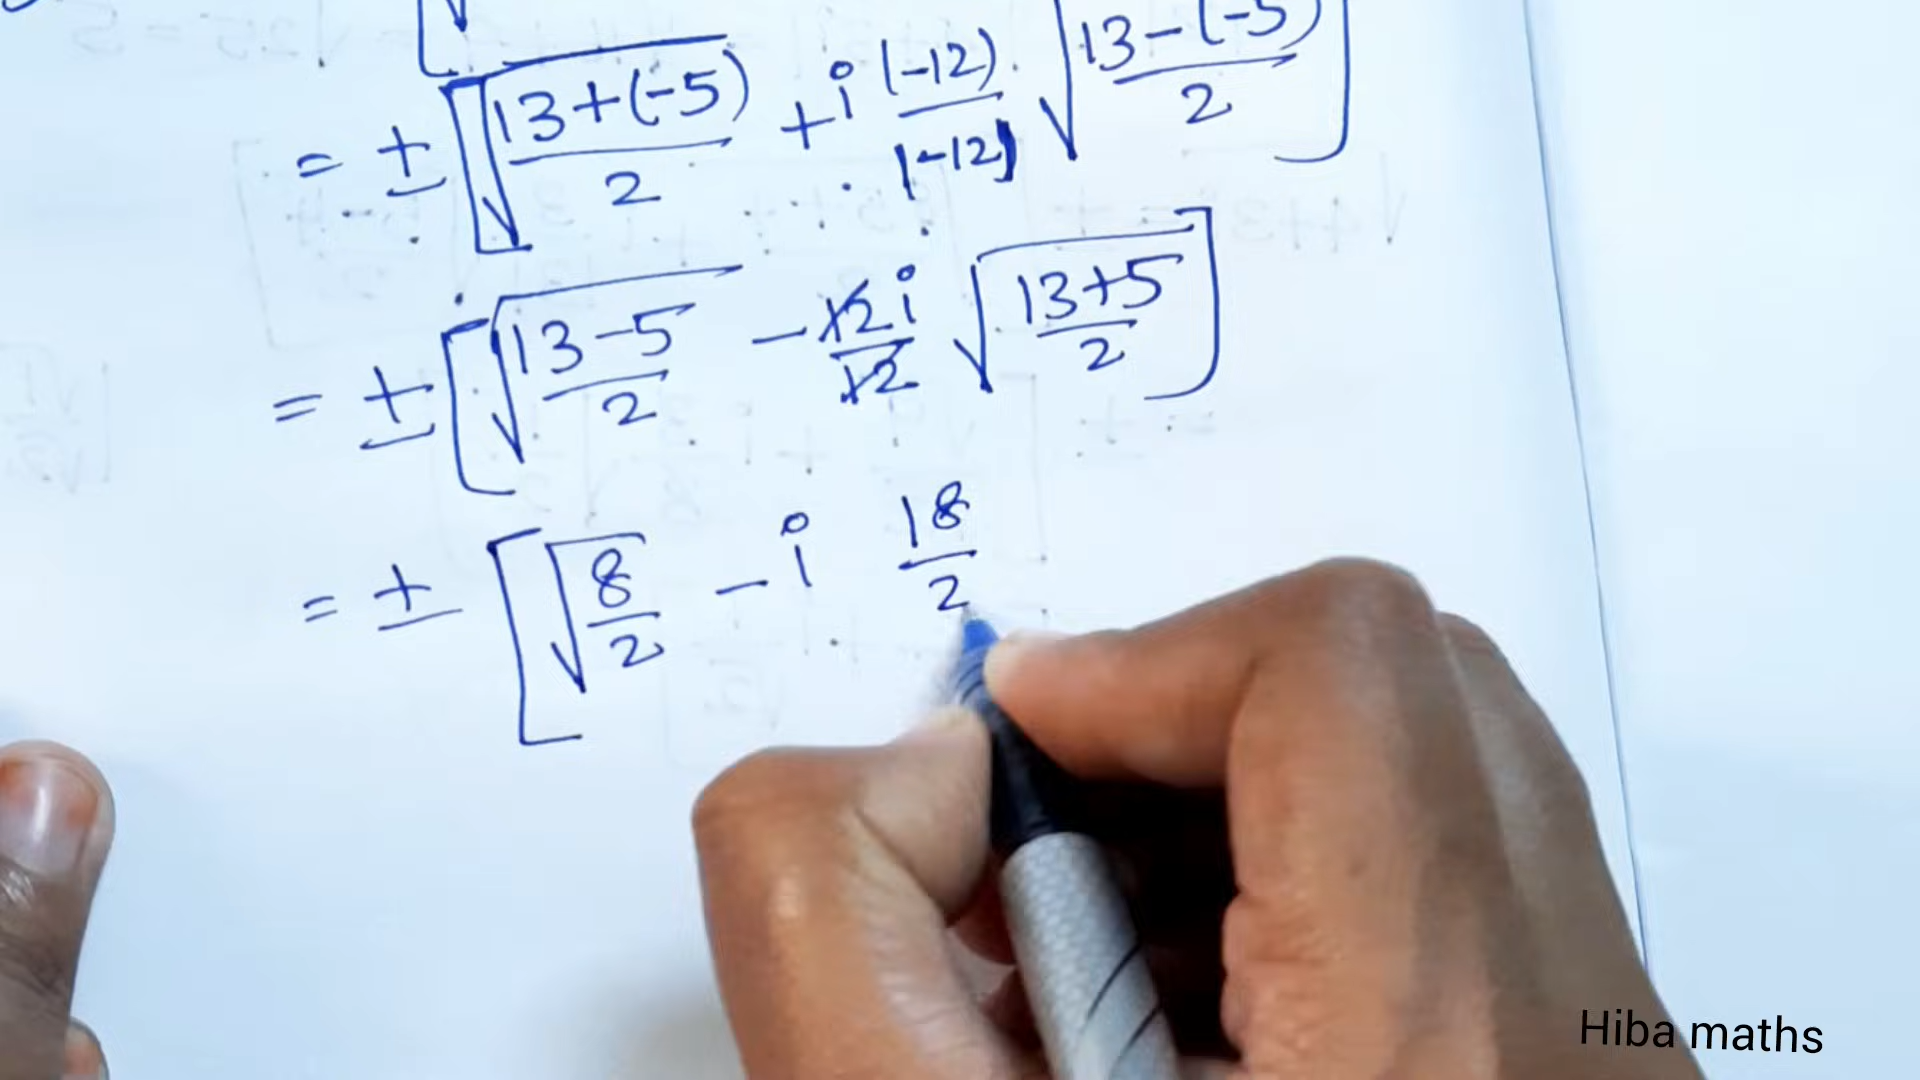 = ± [√(13+(-5)/2) + i (-12)/|-12| √(13-(-5)/2)]
= ± [√(13-5/2) - 12i/12 √(13+5/2)]
= ± [√(8/2) - i 18/2
Hiba maths